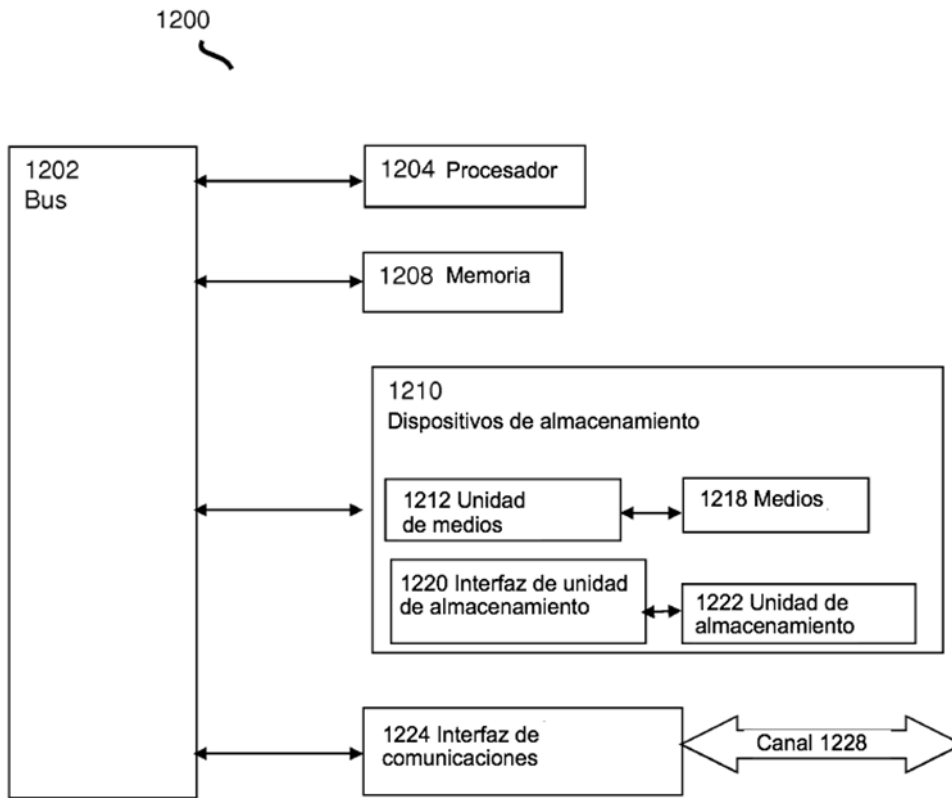 1200
1202
Bus
1204 Procesador
1208 Memoria
1210
Dispositivos de almacenamiento
1212 Unidad
de medios
1218 Medios
1220 Interfaz de unidad
de almacenamiento
1222 Unidad de
almacenamiento
1224 Interfaz de
comunicaciones
Canal 1228